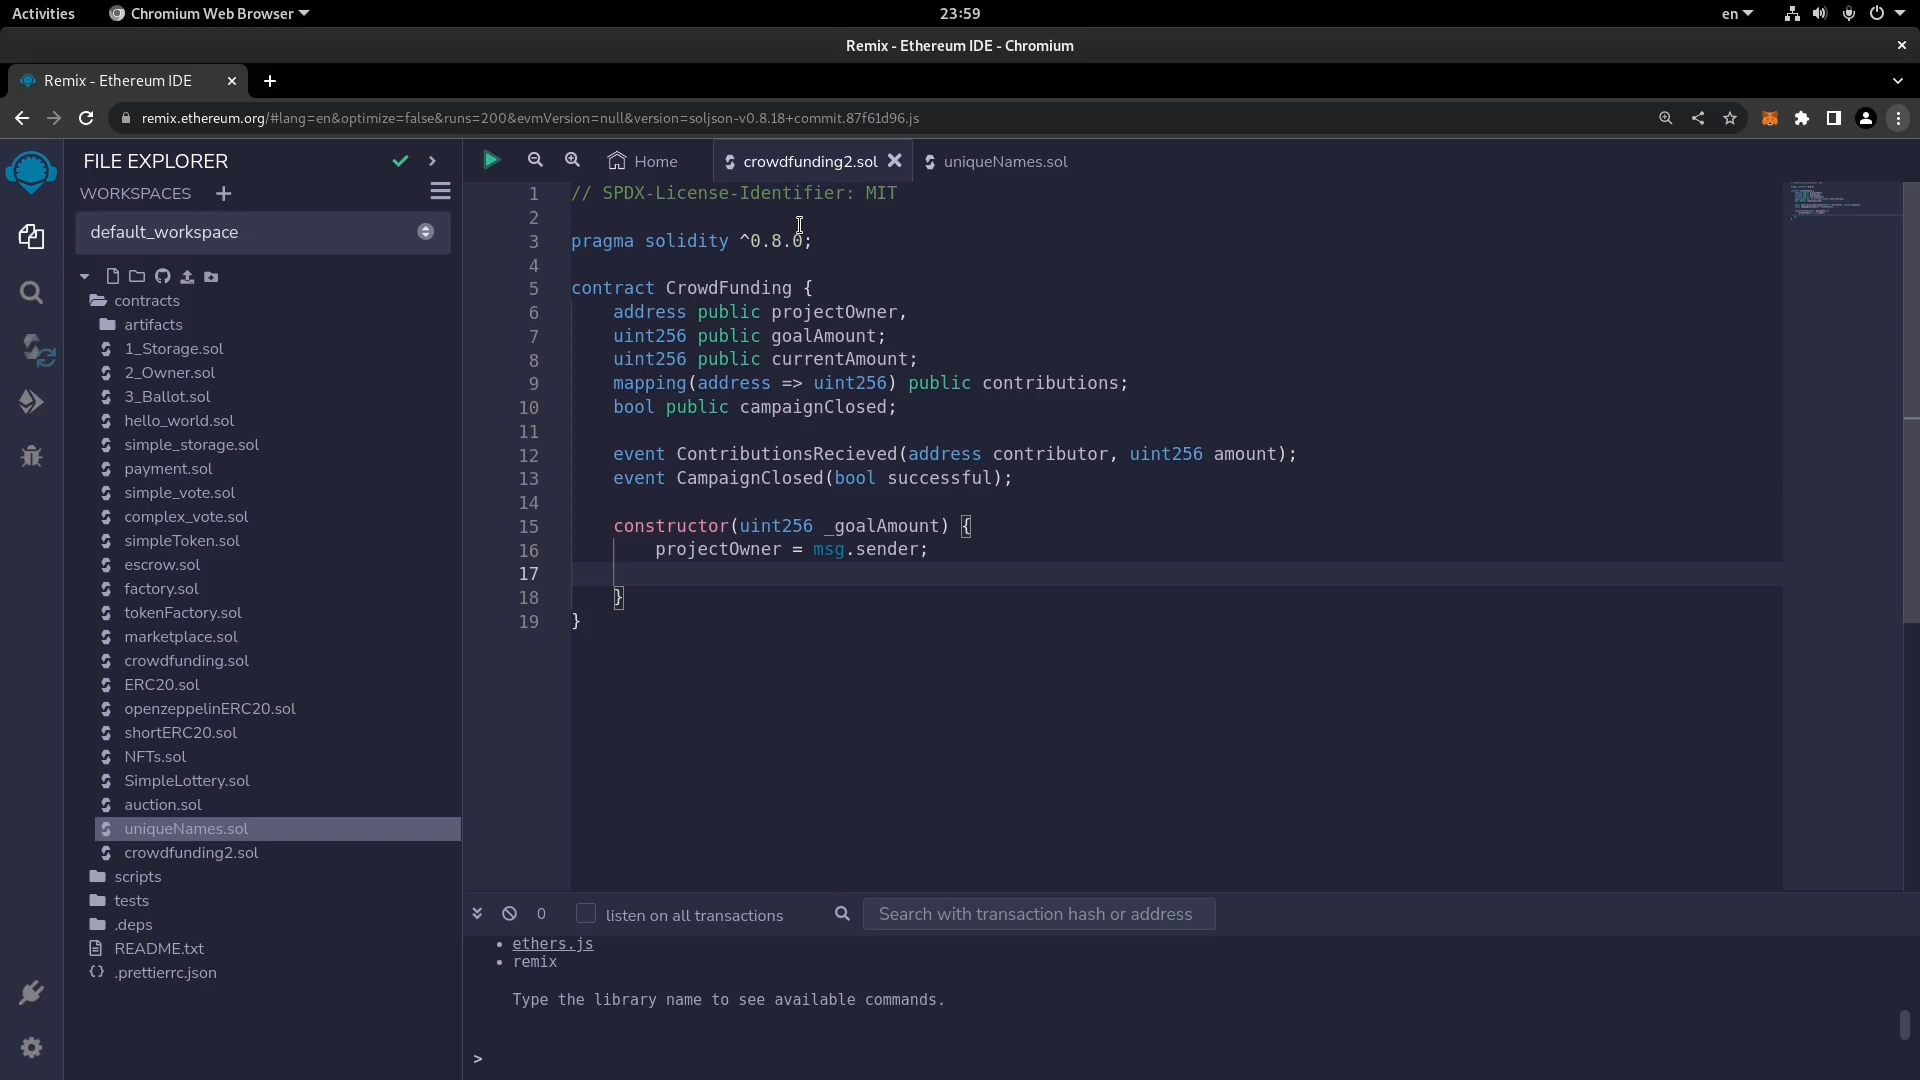 Activities
Chromium Web Browser
23:59
en
Remix - Ethereum IDE - Chromium
Remix - Ethereum IDE
remix.ethereum.org/#lang=en&optimize=false&runs=200&evmVersion=null&version=soljson-v0.8.18+commit.87f61d96.js
FILE EXPLORER
WORKSPACES
default_workspace
contracts
artifacts
1_Storage.sol
2_Owner.sol
3_Ballot.sol
hello_world.sol
simple_storage.sol
payment.sol
simple_vote.sol
complex_vote.sol
simpleToken.sol
escrow.sol
factory.sol
tokenFactory.sol
marketplace.sol
crowdfunding.sol
ERC20.sol
openzeppelinERC20.sol
shortERC20.sol
NFTs.sol
SimpleLottery.sol
auction.sol
uniqueNames.sol
crowdfunding2.sol
scripts
tests
.deps
README.txt
.prettierrc.json
Home
crowdfunding2.sol
uniqueNames.sol
1 // SPDX-License-Identifier: MIT
2
3 pragma solidity ^0.8.0;
4
5 contract CrowdFunding {
6 address public projectOwner,
7 uint256 public goalAmount;
8 uint256 public currentAmount;
9 mapping(address => uint256) public contributions;
10 bool public campaignClosed;
11
12 event ContributionsRecieved(address contributor, uint256 amount);
13 event CampaignClosed(bool successful);
14
15 constructor(uint256 _goalAmount) {
16 projectOwner = msg.sender;
17
18 }
19 }
0
listen on all transactions
Search with transaction hash or address
• ethers.js
• remix
Type the library name to see available commands.
>